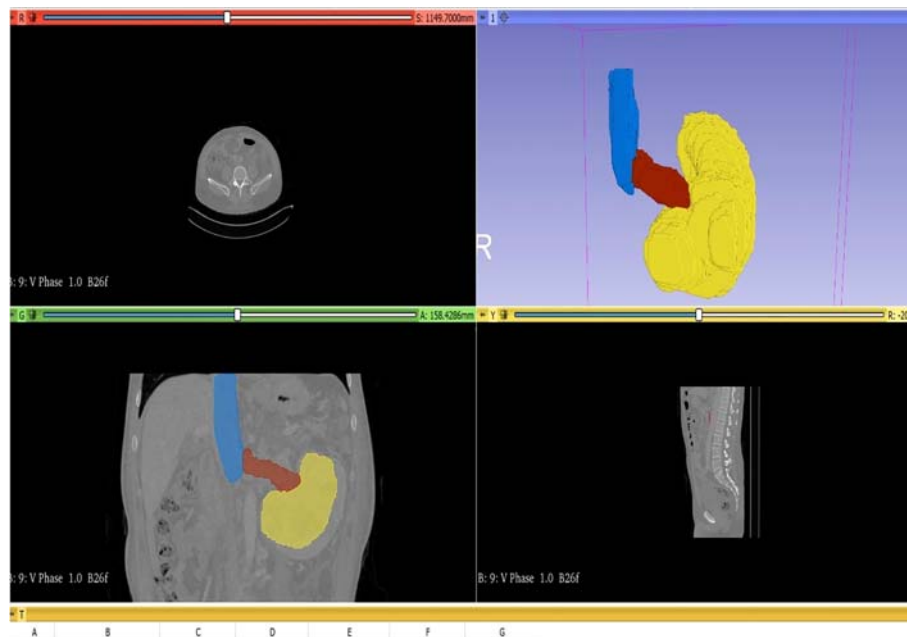 R S: 1149.7000mm
1
B: 9: V Phase 1.0 B26f
R
G A: 158.4286mm
Y R: -20
B: 9: V Phase 1.0 B26f
B: 9: V Phase 1.0 B26f
T
A B C D E F G